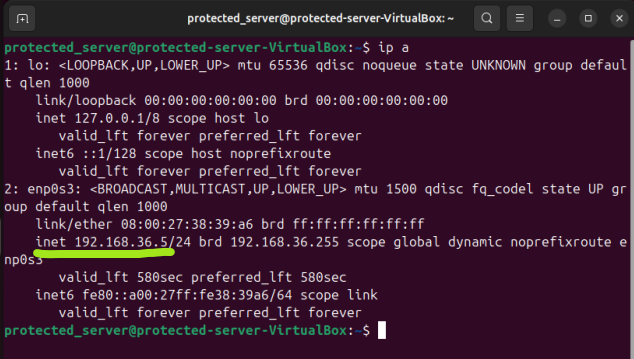 protected_server@protected-server-VirtualBox: ~
protected_server@protected-server-VirtualBox:~$ ip a
1: lo: <LOOPBACK,UP,LOWER_UP> mtu 65536 qdisc noqueue state UNKNOWN group defaul
t qlen 1000
    link/loopback 00:00:00:00:00:00 brd 00:00:00:00:00:00
    inet 127.0.0.1/8 scope host lo
       valid_lft forever preferred_lft forever
    inet6 ::1/128 scope host noprefixroute
       valid_lft forever preferred_lft forever
2: enp0s3: <BROADCAST,MULTICAST,UP,LOWER_UP> mtu 1500 qdisc fq_codel state UP gr
oup default qlen 1000
    link/ether 08:00:27:38:39:a6 brd ff:ff:ff:ff:ff:ff
    inet 192.168.36.5/24 brd 192.168.36.255 scope global dynamic noprefixroute e
np0s3
       valid_lft 580sec preferred_lft 580sec
    inet6 fe80::a00:27ff:fe38:39a6/64 scope link
       valid_lft forever preferred_lft forever
protected_server@protected-server-VirtualBox:~$